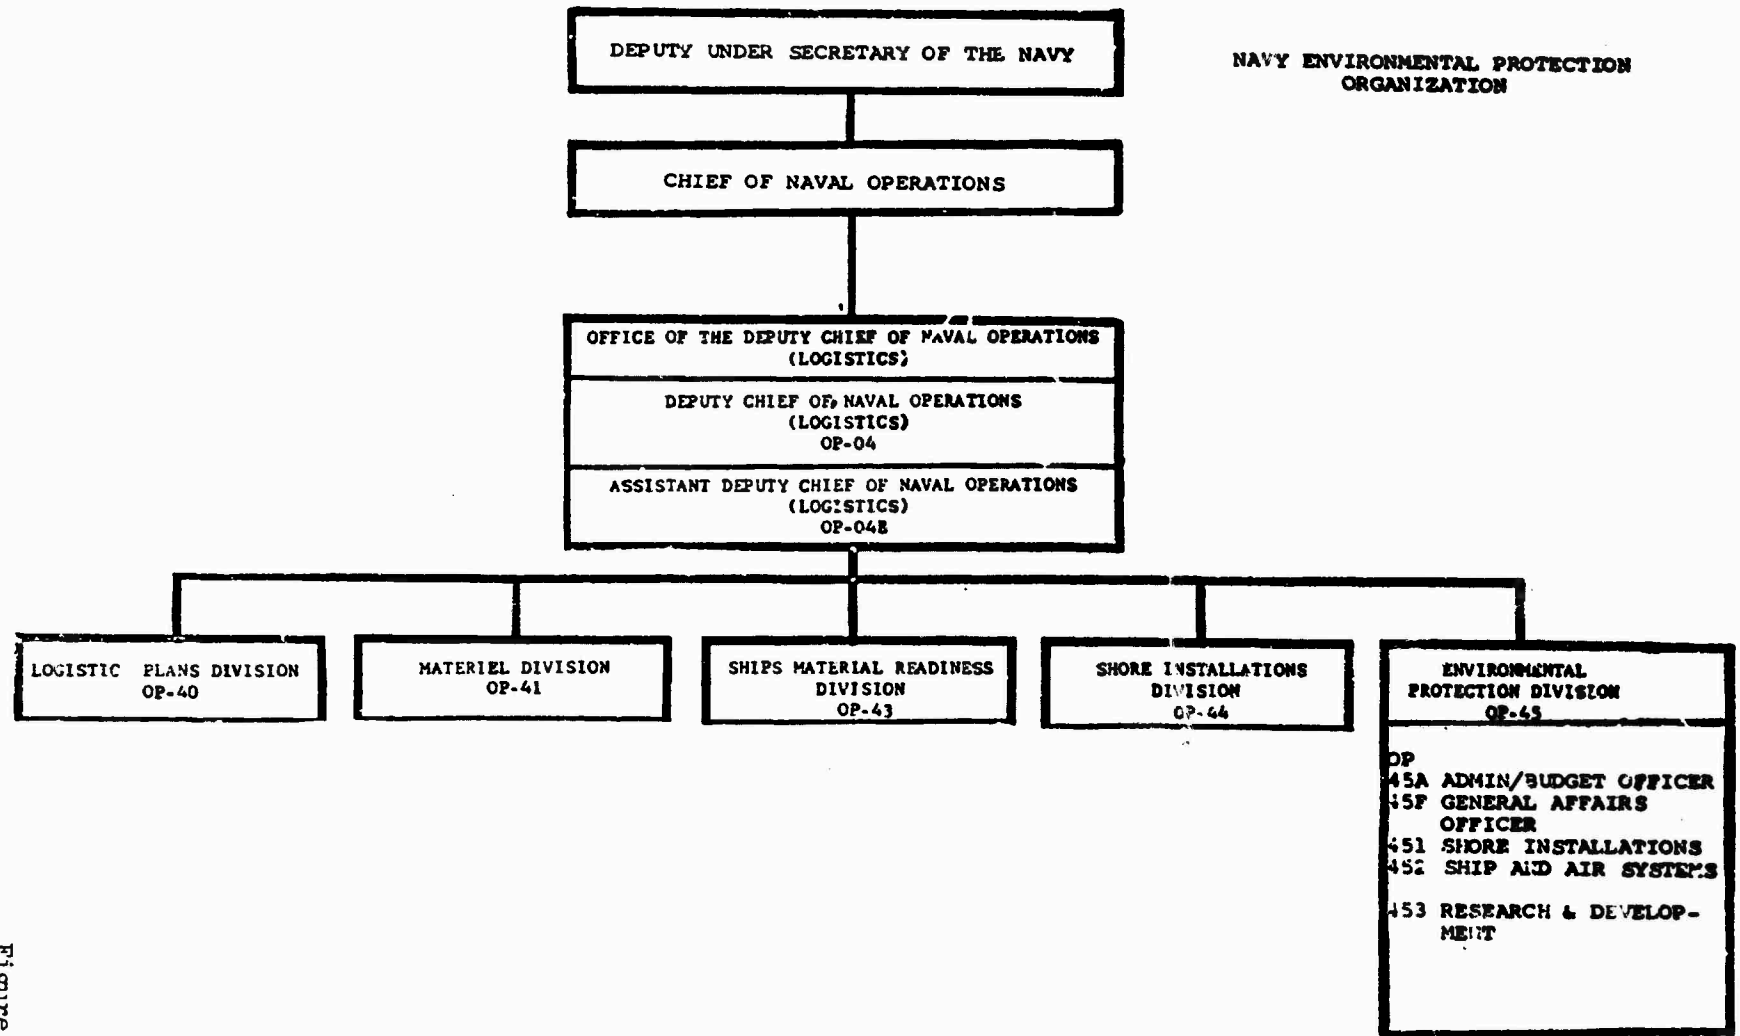 DEPUTY UNDER SECRETARY OF THE NAVY
NAVY ENVIRONMENTAL PROTECTION
ORGANIZATION
CHIEF OF NAVAL OPERATIONS
OFFICE OF THE DEPUTY CHIEF OF NAVAL OPERATIONS
(LOGISTICS)
DEPUTY CHIEF OF NAVAL OPERATIONS
(LOGISTICS)
OP-04
ASSISTANT DEPUTY CHIEF OF NAVAL OPERATIONS
(LOGISTICS)
OP-04B
LOGISTIC PLANS DIVISION
OP-40
MATERIEL DIVISION
OP-41
SHIPS MATERIAL READINESS
DIVISION
OP-43
SHORE INSTALLATIONS
DIVISION
OP-44
ENVIRONMENTAL
PROTECTION DIVISION
OP-45
OP
45A ADMIN/BUDGET OFFICER
45F GENERAL AFFAIRS
OFFICER
451 SHORE INSTALLATIONS
452 SHIP AND AIR SYSTEMS
453 RESEARCH & DEVELOP-
MENT
Figure